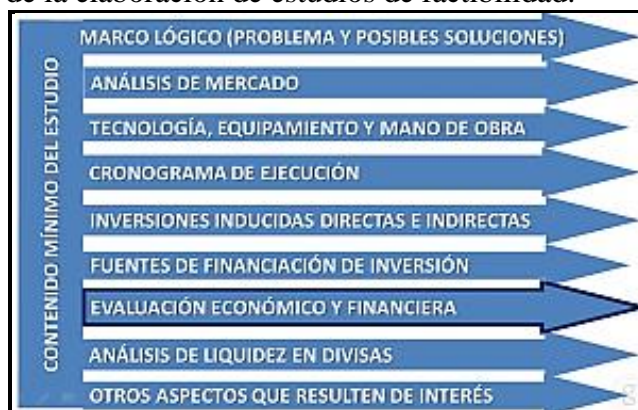 de la elaboración de estudios de factibilidad.
CONTENIDO MÍNIMO DEL ESTUDIO
MARCO LÓGICO (PROBLEMA Y POSIBLES SOLUCIONES)
ANÁLISIS DE MERCADO
TECNOLOGÍA, EQUIPAMIENTO Y MANO DE OBRA
CRONOGRAMA DE EJECUCIÓN
INVERSIONES INDUCIDAS DIRECTAS E INDIRECTAS
FUENTES DE FINANCIACIÓN DE INVERSIÓN
EVALUACIÓN ECONÓMICO Y FINANCIERA
ANÁLISIS DE LIQUIDEZ EN DIVISAS
OTROS ASPECTOS QUE RESULTEN DE INTERÉS